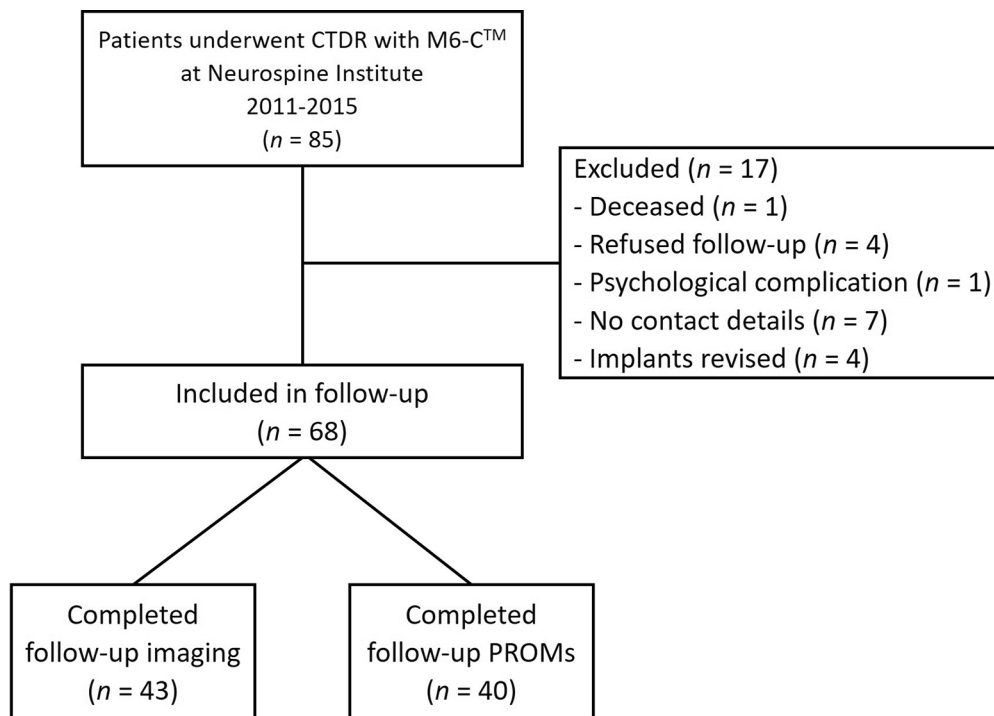 Patients underwent CTDR with M6-C™
at Neurospine Institute
2011-2015
(n = 85)
Excluded (n = 17)
- Deceased (n = 1)
- Refused follow-up (n = 4)
- Psychological complication (n = 1)
- No contact details (n = 7)
- Implants revised (n = 4)
Included in follow-up
(n = 68)
Completed
follow-up imaging
(n = 43)
Completed
follow-up PROMs
(n = 40)